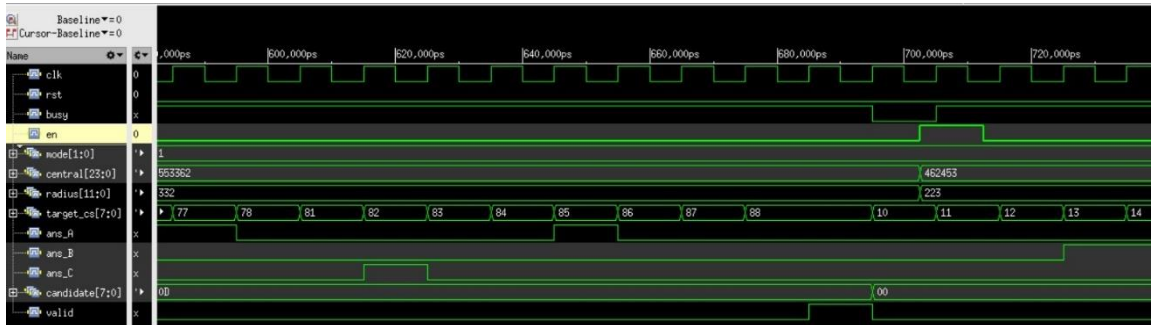 Baseline▼=0
Cursor-Baseline▼=0
Name
,000ps 600,000ps 620,000ps 640,000ps 660,000ps 680,000ps 700,000ps 720,000ps
clk 0
rst 0
busy x
en 0
mode[1:0] 1
central[23:0] 553362 462453
radius[11:0] 332 223
target_cs[7:0] 77 78 81 82 83 84 85 86 87 88 10 11 12 13 14
ans_A x
ans_B x
ans_C x
candidate[7:0] 0D 00
valid x